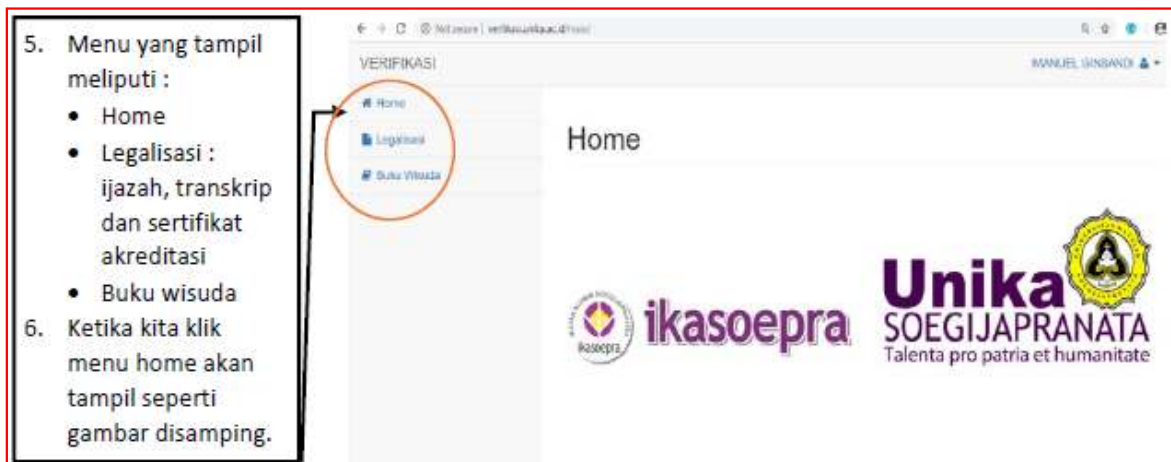 5. Menu yang tampil
meliputi :
• Home
• Legalisasi :
ijazah, transkrip
dan sertifikat
akreditasi
• Buku wisuda
6. Ketika kita klik
menu home akan
tampil seperti
gambar disamping.
VERIFIKASI
Home
Legalisasi
Buku Wisuda
Home
ikasoepra
ikasoepra
Unika
SOEGIJAPRANATA
Talenta pro patria et humanitate